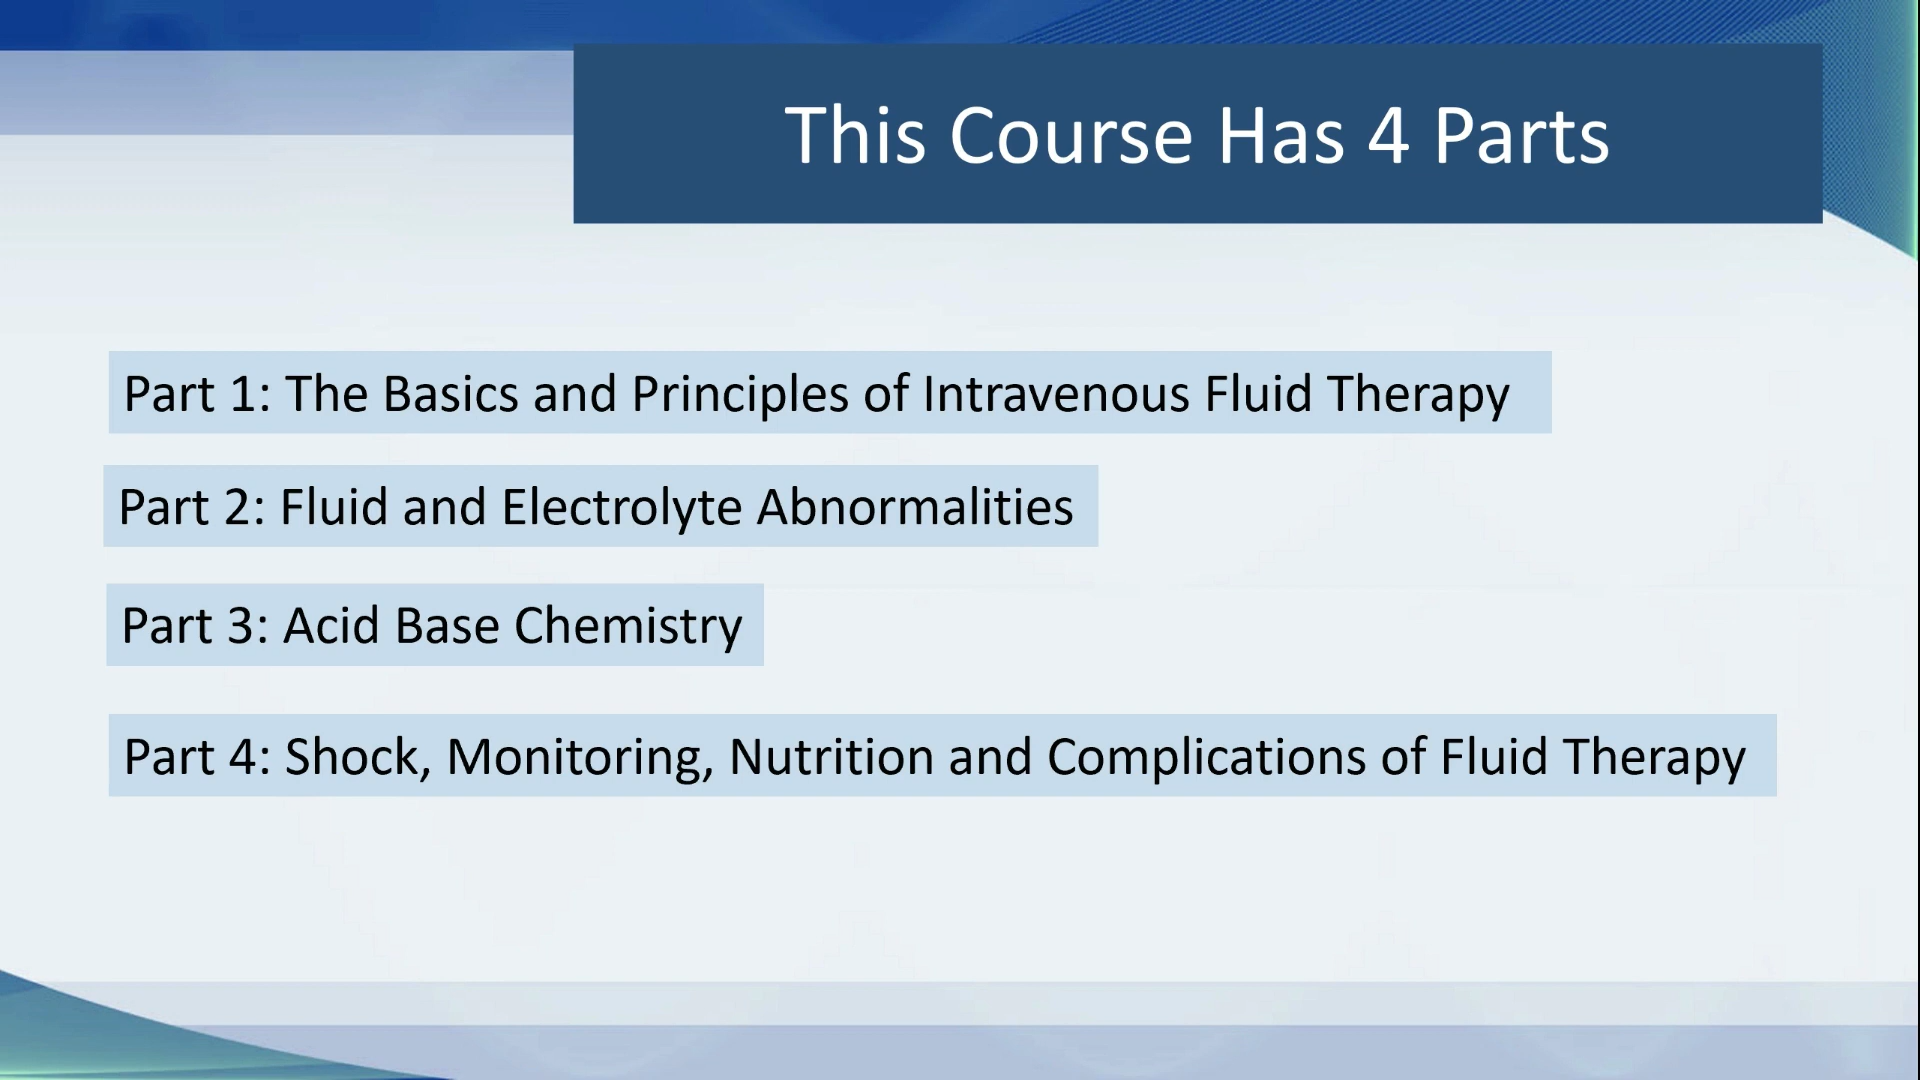 This Course Has 4 Parts
Part 1: The Basics and Principles of Intravenous Fluid Therapy
Part 2: Fluid and Electrolyte Abnormalities
Part 3: Acid Base Chemistry
Part 4: Shock, Monitoring, Nutrition and Complications of Fluid Therapy